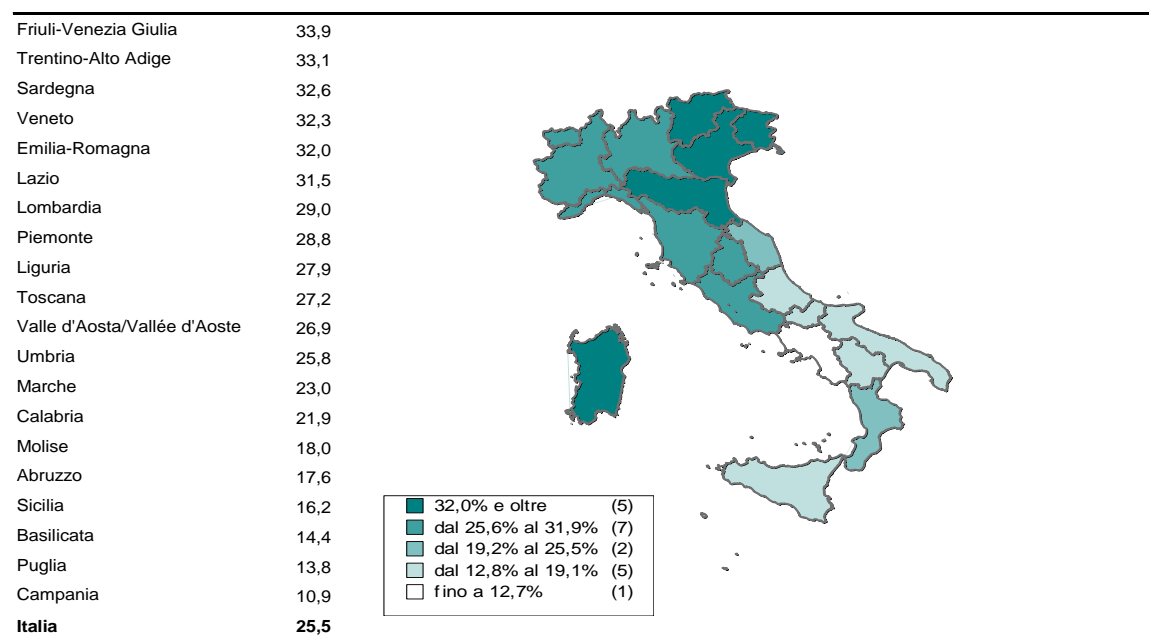 Friuli-Venezia Giulia 33,9
Trentino-Alto Adige 33,1
Sardegna 32,6
Veneto 32,3
Emilia-Romagna 32,0
Lazio 31,5
Lombardia 29,0
Piemonte 28,8
Liguria 27,9
Toscana 27,2
Valle d'Aosta/Vallée d'Aoste 26,9
Umbria 25,8
Marche 23,0
Calabria 21,9
Molise 18,0
Abruzzo 17,6
Sicilia 16,2
Basilicata 14,4
Puglia 13,8
Campania 10,9
Italia 25,5
32,0% e oltre (5)
dal 25,6% al 31,9% (7)
dal 19,2% al 25,5% (2)
dal 12,8% al 19,1% (5)
fino a 12,7% (1)